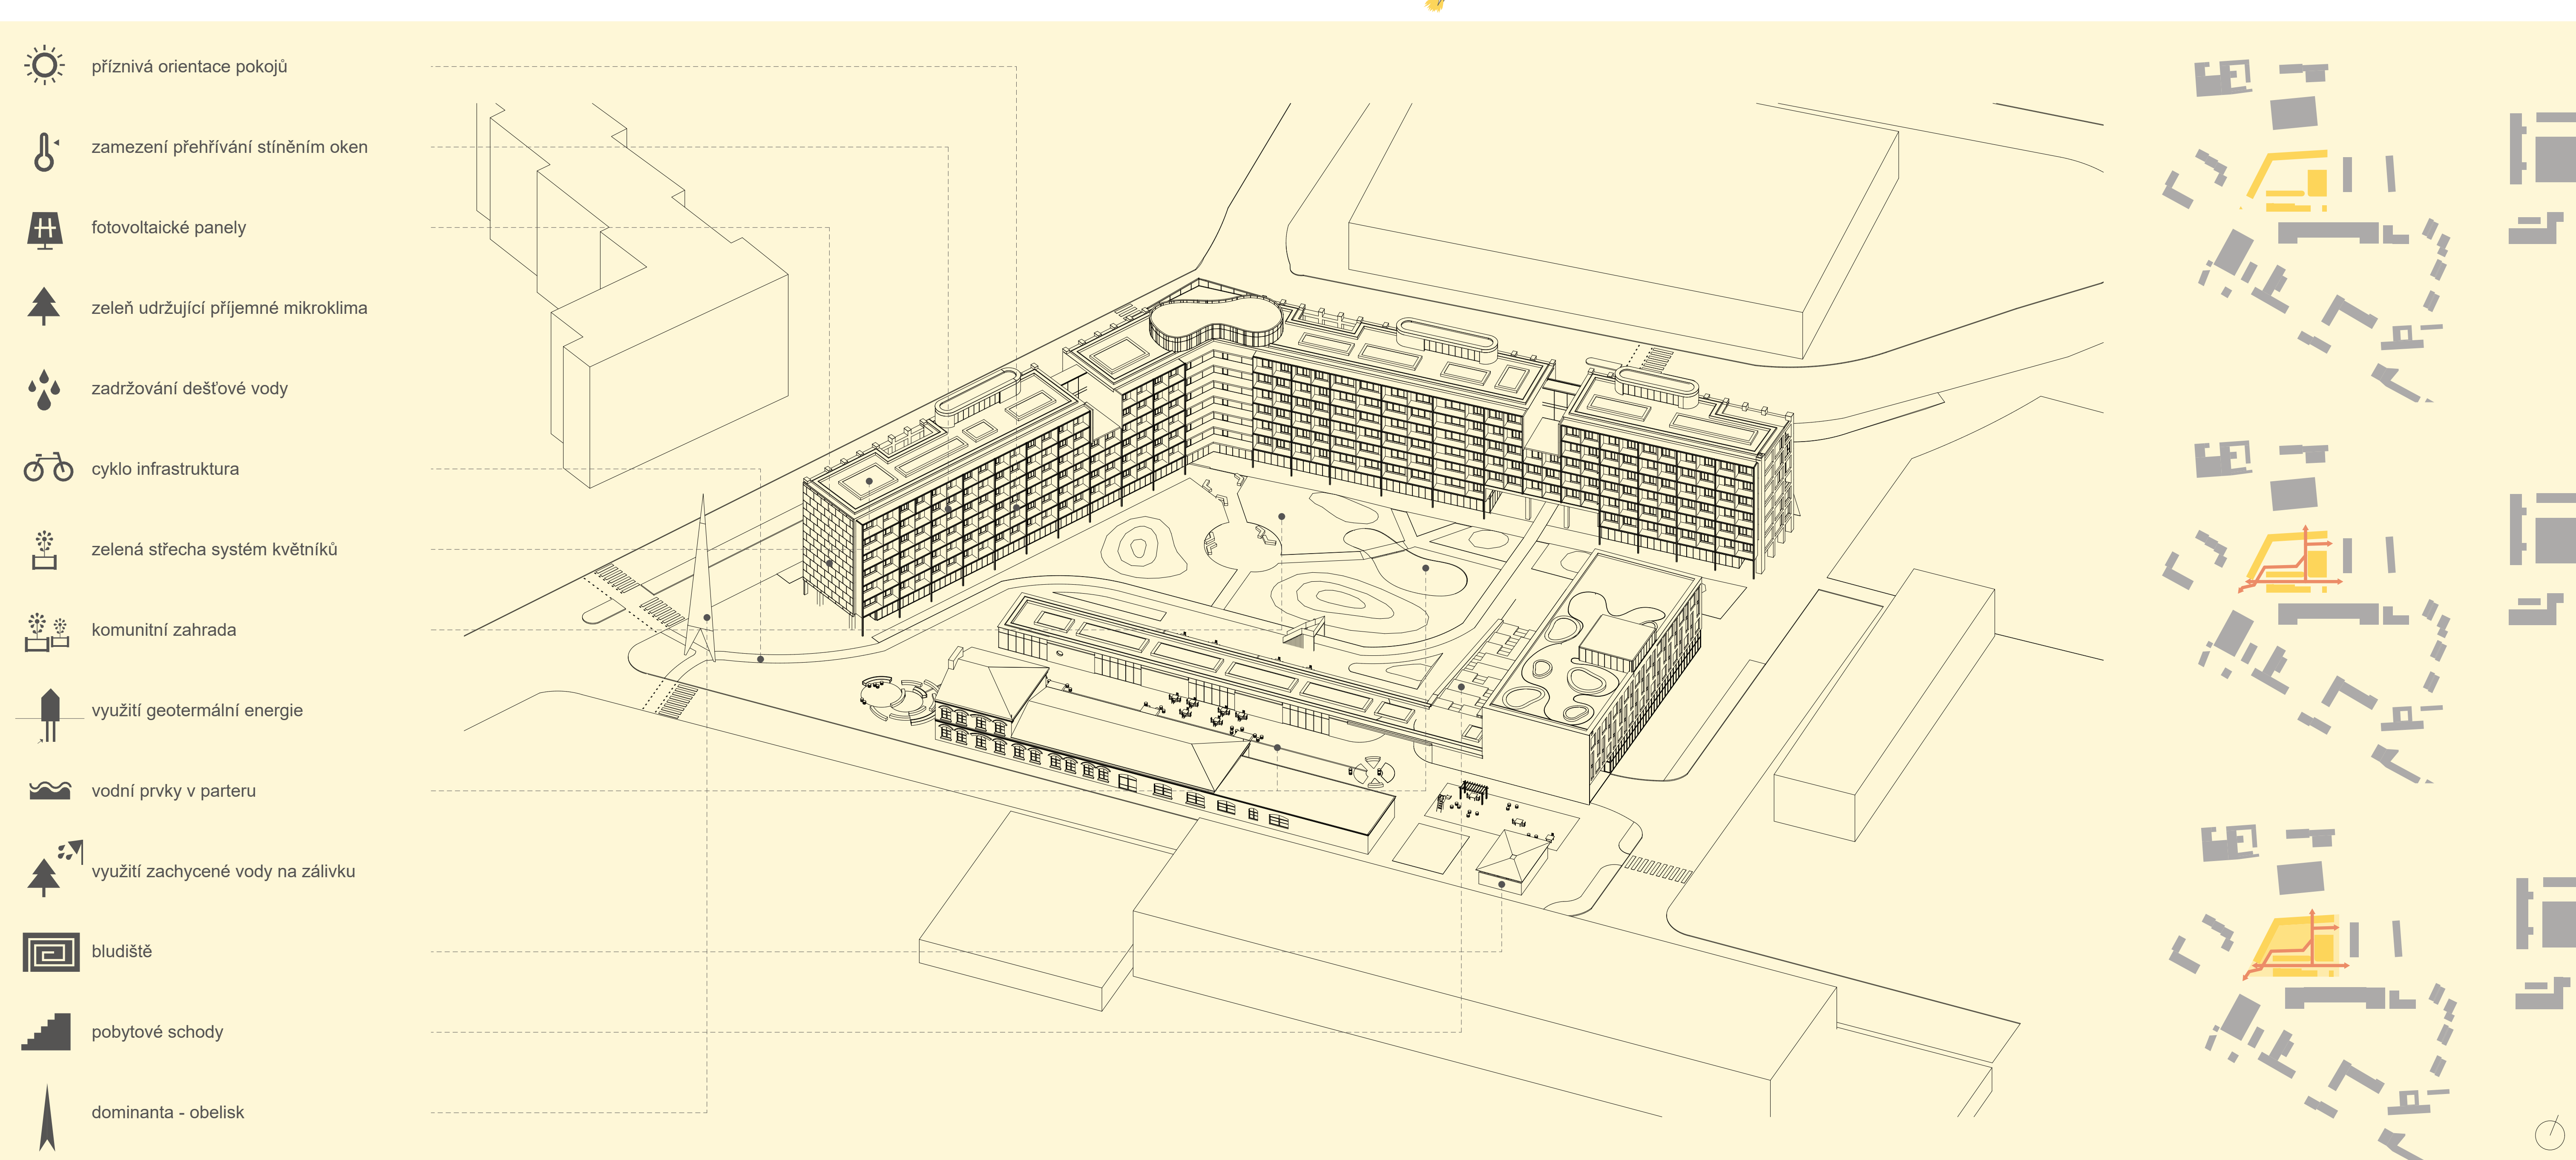 příznivá orientace pokojů
zamezení přehřívání stíněním oken
fotovoltaické panely
zeleň udržující příjemné mikroklima
zadržování dešťové vody
cyklo infrastruktura
zelená střecha systém květníků
komunitní zahrada
využití geotermální energie
vodní prvky v parteru
využití zachycené vody na zálivku
bludiště
pobytové schody
dominanta - obelisk